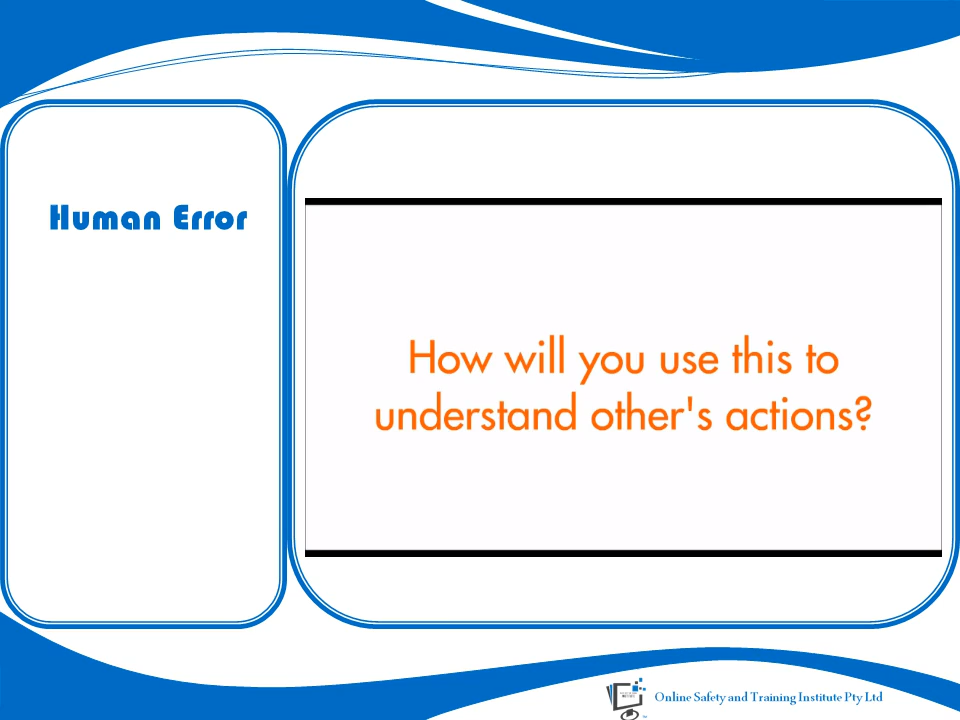 Human Error
How will you use this to
understand other's actions?
Online Safety and Training Institute Pty Ltd